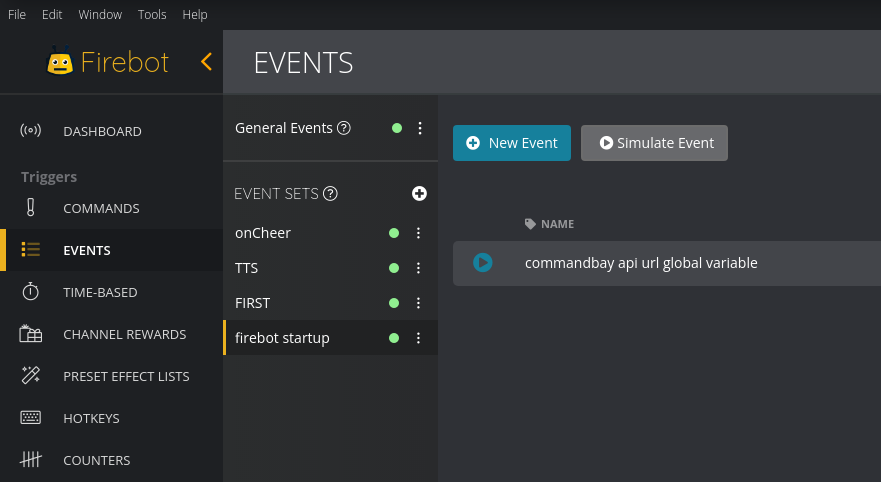 File Edit Window Tools Help
Firebot
EVENTS
DASHBOARD
Triggers
COMMANDS
EVENTS
TIME-BASED
CHANNEL REWARDS
PRESET EFFECT LISTS
HOTKEYS
COUNTERS
General Events
EVENT SETS
onCheer
TTS
FIRST
firebot startup
New Event Simulate Event
NAME
commandbay api url global variable